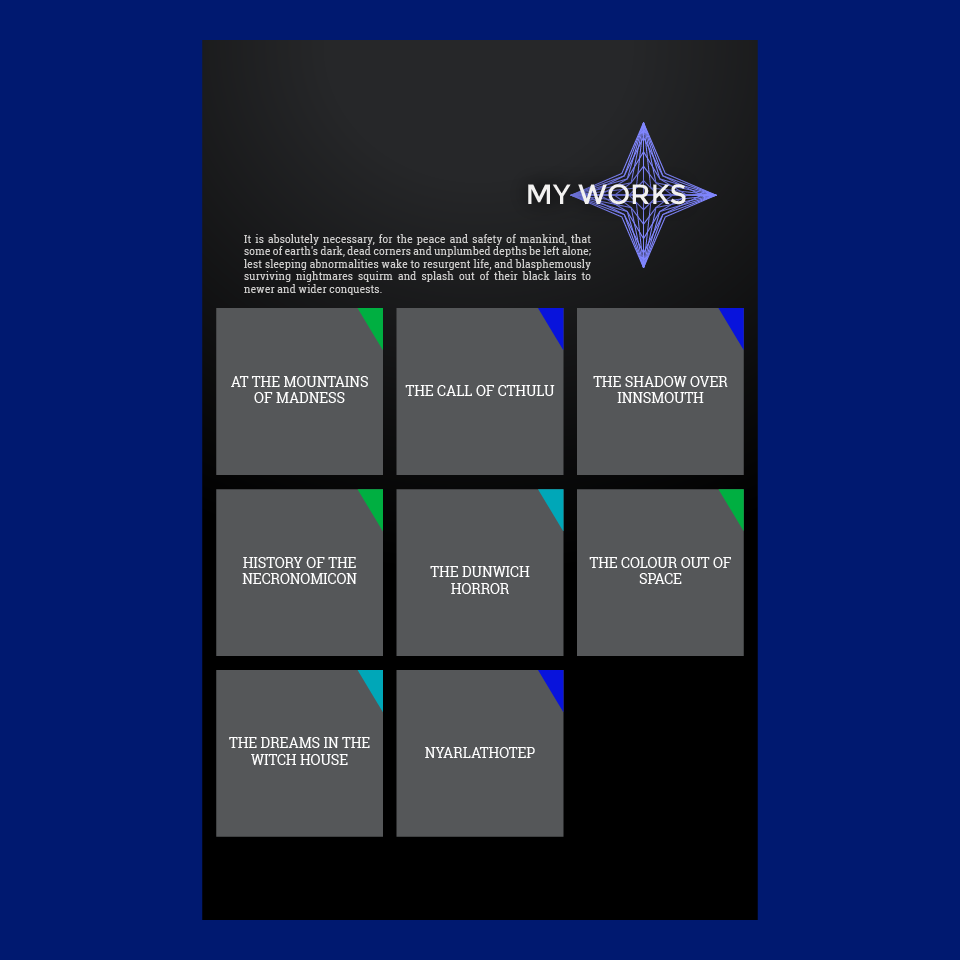 MY WORKS
It is absolutely necessary, for the peace and safety of mankind, that
some of earth's dark, dead corners and unplumbed depths be left alone;
lest sleeping abnormalities wake to resurgent life, and blasphemously
surviving nightmares squirm and splash out of their black lairs to
newer and wider conquests.
AT THE MOUNTAINS
OF MADNESS
THE CALL OF CTHULU
THE SHADOW OVER
INNSMOUTH
HISTORY OF THE
NECRONOMICON
THE DUNWICH
HORROR
THE COLOUR OUT OF
SPACE
THE DREAMS IN THE
WITCH HOUSE
NYARLATHOTEP